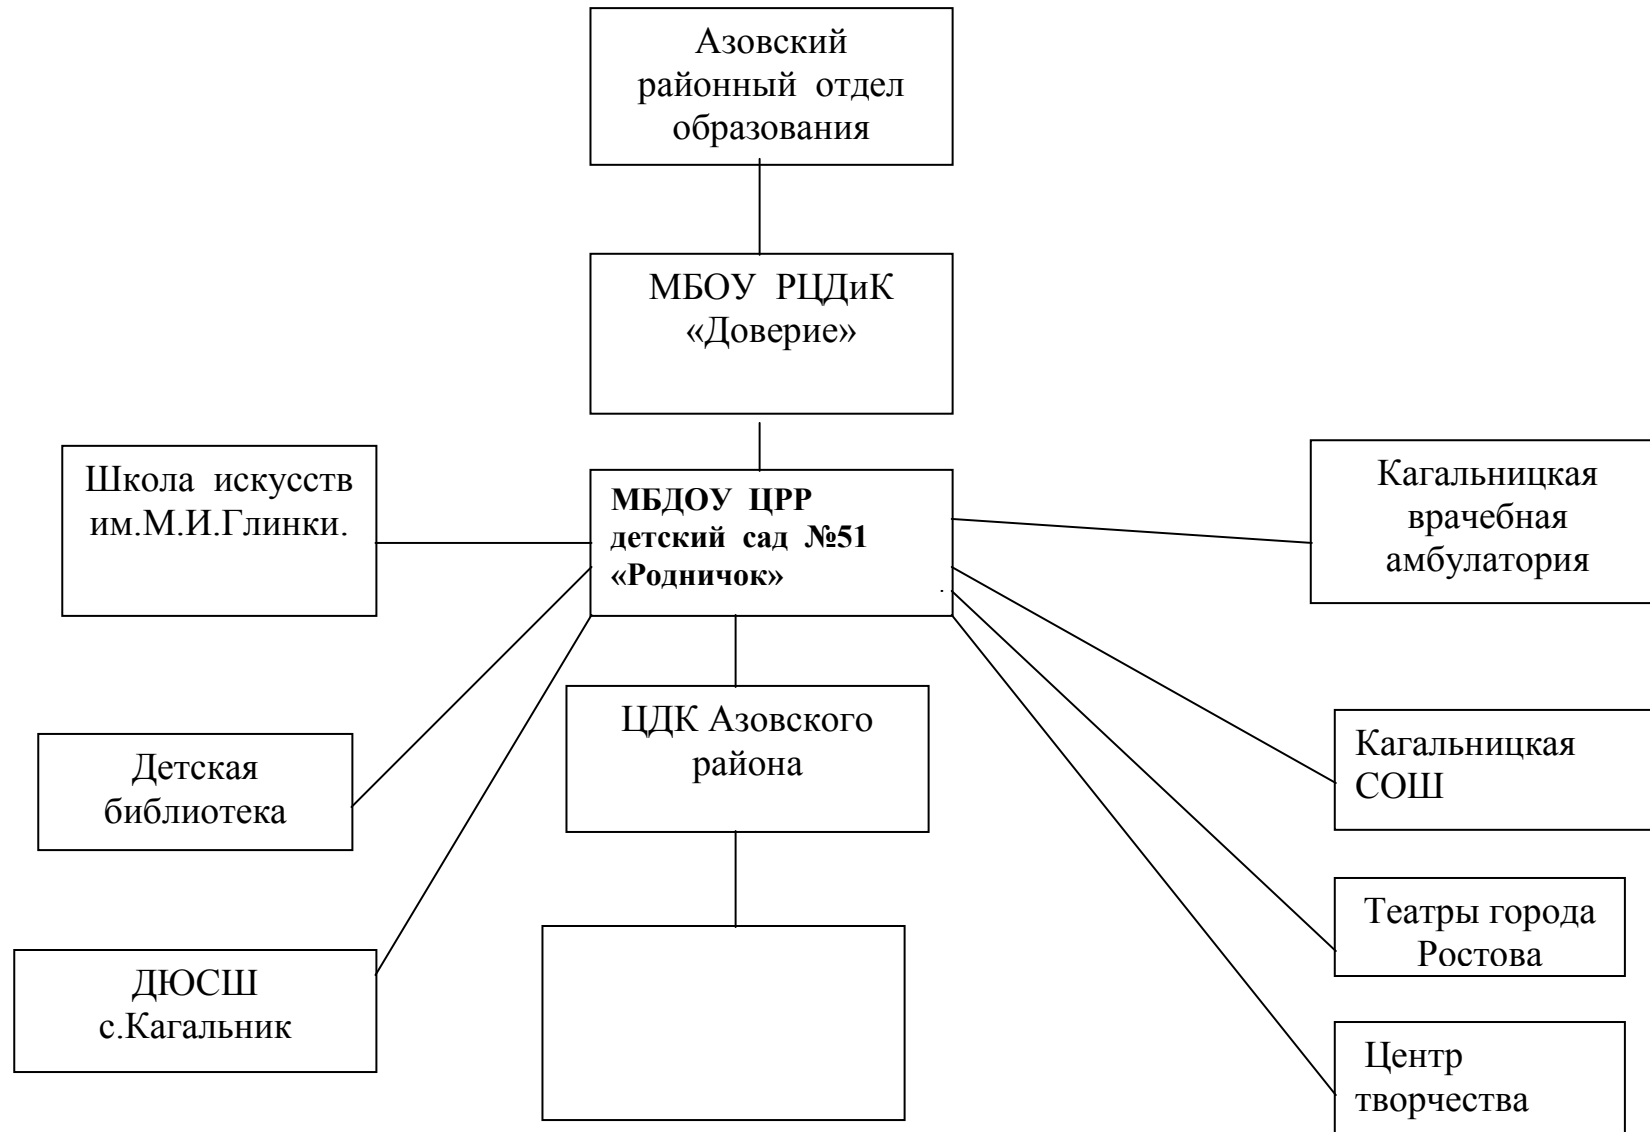 Азовский
районный отдел
образования
МБОУ РЦДиК
«Доверие»
Школа искусств
им.М.И.Глинки.
МБДОУ ЦРР
детский сад №51
«Родничок»
.
Кагальницкая
врачебная
амбулатория
Детская
библиотека
ЦДК Азовского
района
Кагальницкая
СОШ
ДЮСШ
с.Кагальник
Театры города
Ростова
Центр
творчества